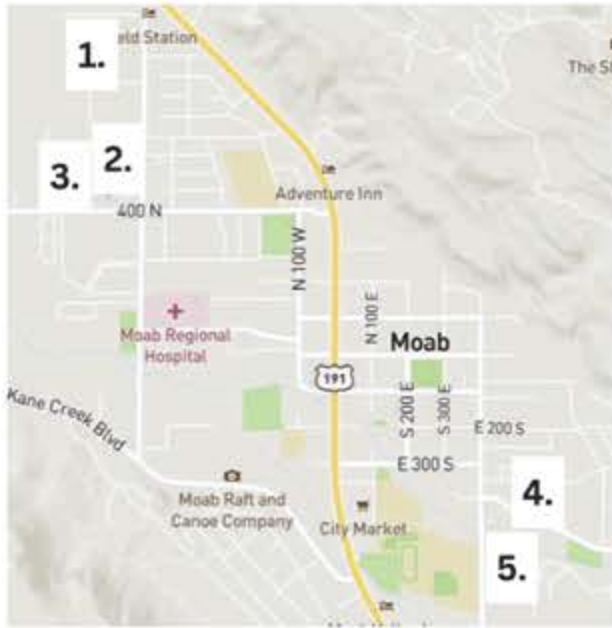 1.
eld Station
The S
2.
3.
Adventure Inn
400 N
N 100 W
N 100 E
Moab Regional
Hospital
Moab
191
Kane Creek Blvd
S 200 E
S 300 E
E 200 S
E 300 S
4.
Moab Raft and
Canoe Company
City Market
5.